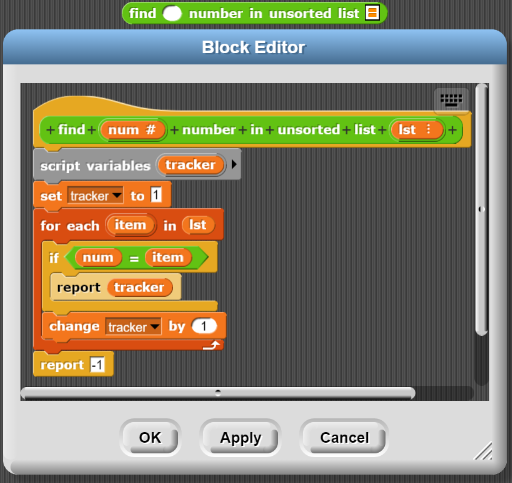 find number in unsorted list
Block Editor
+ find + num # + number + in + unsorted + list + lst ⋮ +
script variables tracker
set tracker to 1
for each item in lst
if num = item
report tracker
change tracker by 1
report -1
OK Apply Cancel